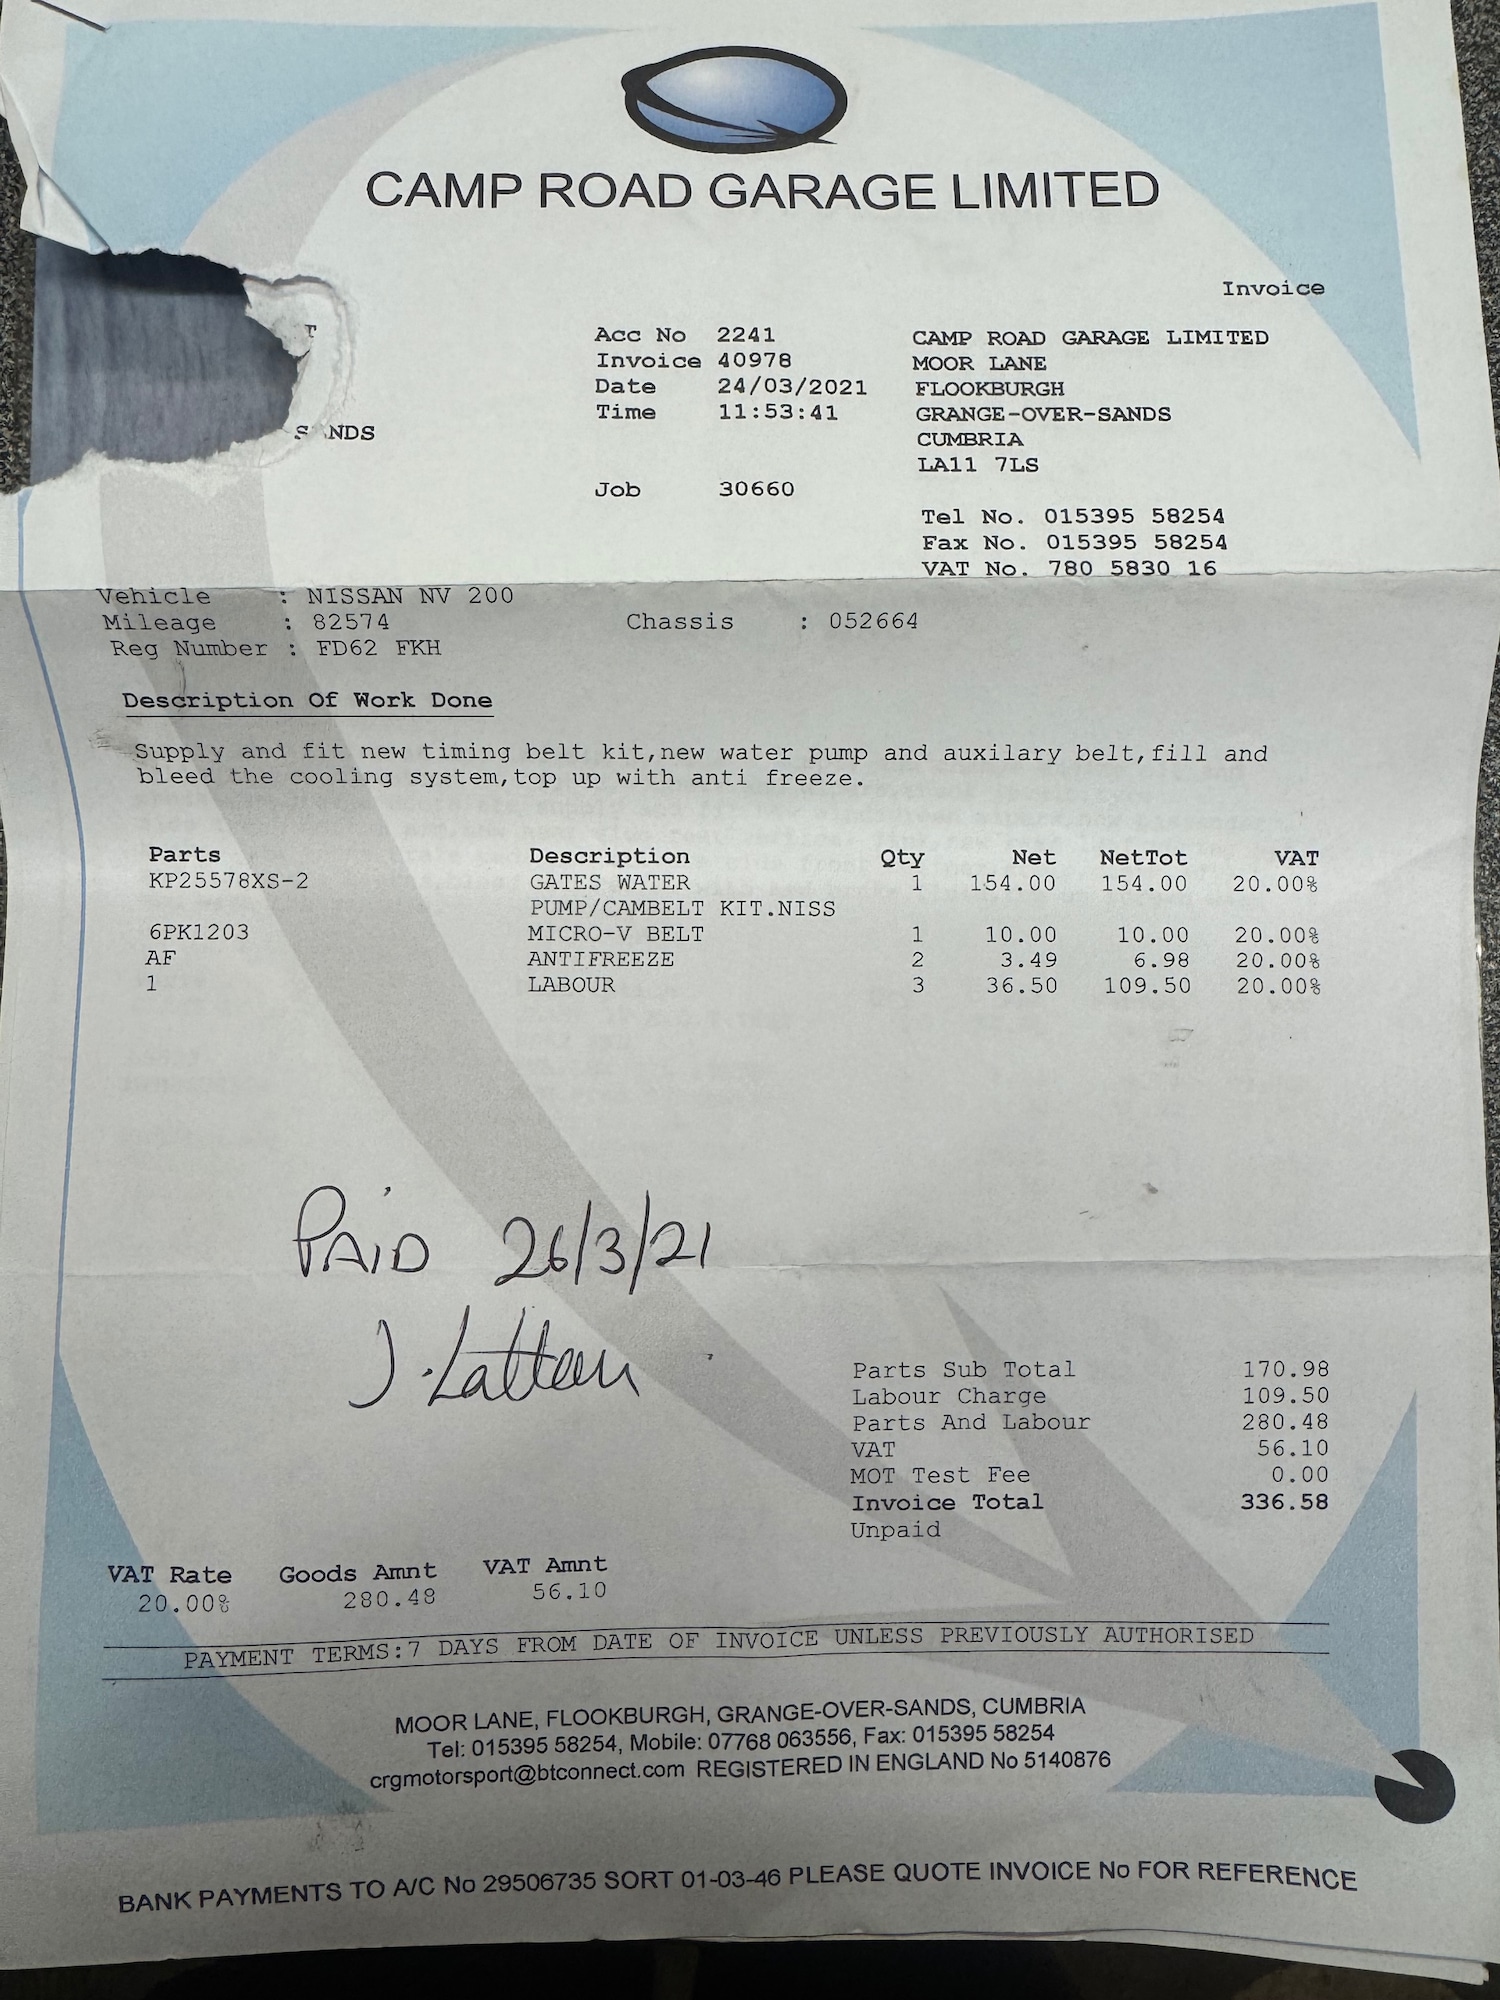 CAMP ROAD GARAGE LIMITED
Invoice
Acc No 2241
Invoice 40978
Date 24/03/2021
Time 11:53:41
Job 30660
CAMP ROAD GARAGE LIMITED
MOOR LANE
FLOOKBURGH
GRANGE-OVER-SANDS
CUMBRIA
LA11 7LS
Tel No. 015395 58254
Fax No. 015395 58254
VAT No. 780 5830 16
Vehicle : NISSAN NV 200
Mileage : 82574 Chassis : 052664
Reg Number : FD62 FKH
Description Of Work Done
Supply and fit new timing belt kit,new water pump and auxilary belt,fill and
bleed the cooling system,top up with anti freeze.
Parts Description Qty Net NetTot VAT
KP25578XS-2 GATES WATER 1 154.00 154.00 20.00%
PUMP/CAMBELT KIT.NISS
6PK1203 MICRO-V BELT 1 10.00 10.00 20.00%
AF ANTIFREEZE 2 3.49 6.98 20.00%
1 LABOUR 3 36.50 109.50 20.00%
PAID 26/3/21
Parts Sub Total 170.98
Labour Charge 109.50
Parts And Labour 280.48
VAT 56.10
MOT Test Fee 0.00
Invoice Total 336.58
Unpaid
VAT Rate Goods Amnt VAT Amnt
20.00% 280.48 56.10
PAYMENT TERMS:7 DAYS FROM DATE OF INVOICE UNLESS PREVIOUSLY AUTHORISED
MOOR LANE, FLOOKBURGH, GRANGE-OVER-SANDS, CUMBRIA
Tel: 015395 58254, Mobile: 07768 063556, Fax: 015395 58254
crgmotorsport@btconnect.com REGISTERED IN ENGLAND No 5140876
BANK PAYMENTS TO A/C No 29506735 SORT 01-03-46 PLEASE QUOTE INVOICE No FOR REFERENCE